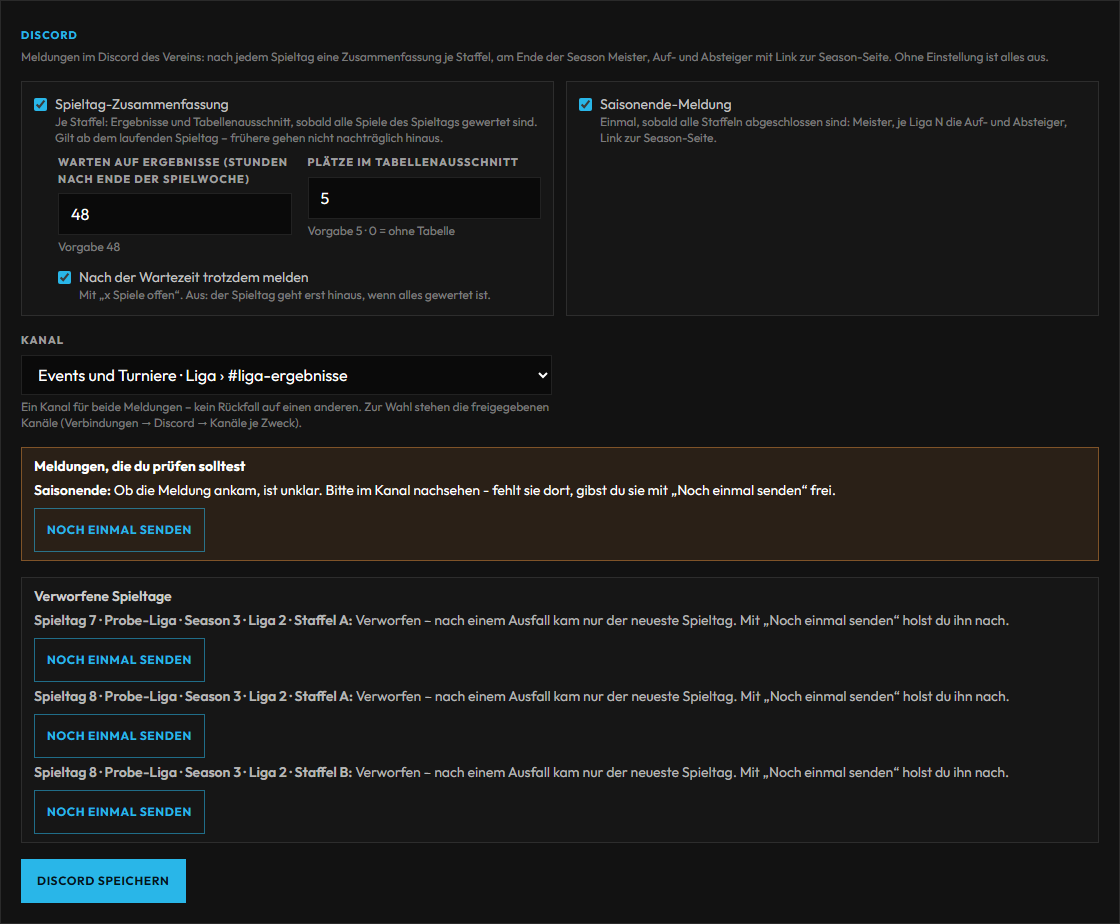 DISCORD
Meldungen im Discord des Vereins: nach jedem Spieltag eine Zusammenfassung je Staffel, am Ende der Season Meister, Auf- und Absteiger mit Link zur Season-Seite. Ohne Einstellung ist alles aus.
Spieltag-Zusammenfassung
Je Staffel: Ergebnisse und Tabellenausschnitt, sobald alle Spiele des Spieltags gewertet sind.
Gilt ab dem laufenden Spieltag – frühere gehen nicht nachträglich hinaus.
WARTEN AUF ERGEBNISSE (STUNDEN
NACH ENDE DER SPIELWOCHE)
48
Vorgabe 48
PLÄTZE IM TABELLENAUSSCHNITT
5
Vorgabe 5 · 0 = ohne Tabelle
Nach der Wartezeit trotzdem melden
Mit „x Spiele offen“. Aus: der Spieltag geht erst hinaus, wenn alles gewertet ist.
Saisonende-Meldung
Einmal, sobald alle Staffeln abgeschlossen sind: Meister, je Liga N die Auf- und Absteiger,
Link zur Season-Seite.
KANAL
Events und Turniere · Liga › #liga-ergebnisse
Ein Kanal für beide Meldungen – kein Rückfall auf einen anderen. Zur Wahl stehen die freigegebenen
Kanäle (Verbindungen → Discord → Kanäle je Zweck).
Meldungen, die du prüfen solltest
Saisonende: Ob die Meldung ankam, ist unklar. Bitte im Kanal nachsehen - fehlt sie dort, gibst du sie mit „Noch einmal senden“ frei.
NOCH EINMAL SENDEN
Verworfene Spieltage
Spieltag 7 · Probe-Liga · Season 3 · Liga 2 · Staffel A: Verworfen – nach einem Ausfall kam nur der neueste Spieltag. Mit „Noch einmal senden“ holst du ihn nach.
NOCH EINMAL SENDEN
Spieltag 8 · Probe-Liga · Season 3 · Liga 2 · Staffel A: Verworfen – nach einem Ausfall kam nur der neueste Spieltag. Mit „Noch einmal senden“ holst du ihn nach.
NOCH EINMAL SENDEN
Spieltag 8 · Probe-Liga · Season 3 · Liga 2 · Staffel B: Verworfen – nach einem Ausfall kam nur der neueste Spieltag. Mit „Noch einmal senden“ holst du ihn nach.
NOCH EINMAL SENDEN
DISCORD SPEICHERN